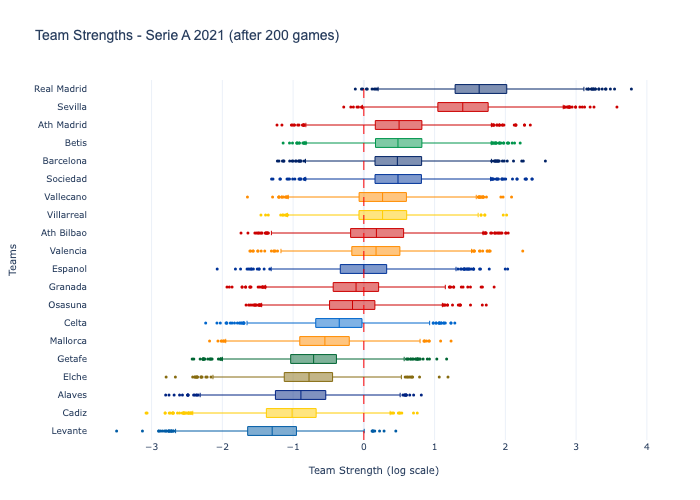 Team Strengths - Serie A 2021 (after 200 games)
Real Madrid
Sevilla
Ath Madrid
Betis
Barcelona
Sociedad
Vallecano
Villarreal
Ath Bilbao
Valencia
Espanol
Granada
Osasuna
Celta
Mallorca
Getafe
Elche
Alaves
Cadiz
Levante
Teams
−3 −2 −1 0 1 2 3 4
Team Strength (log scale)